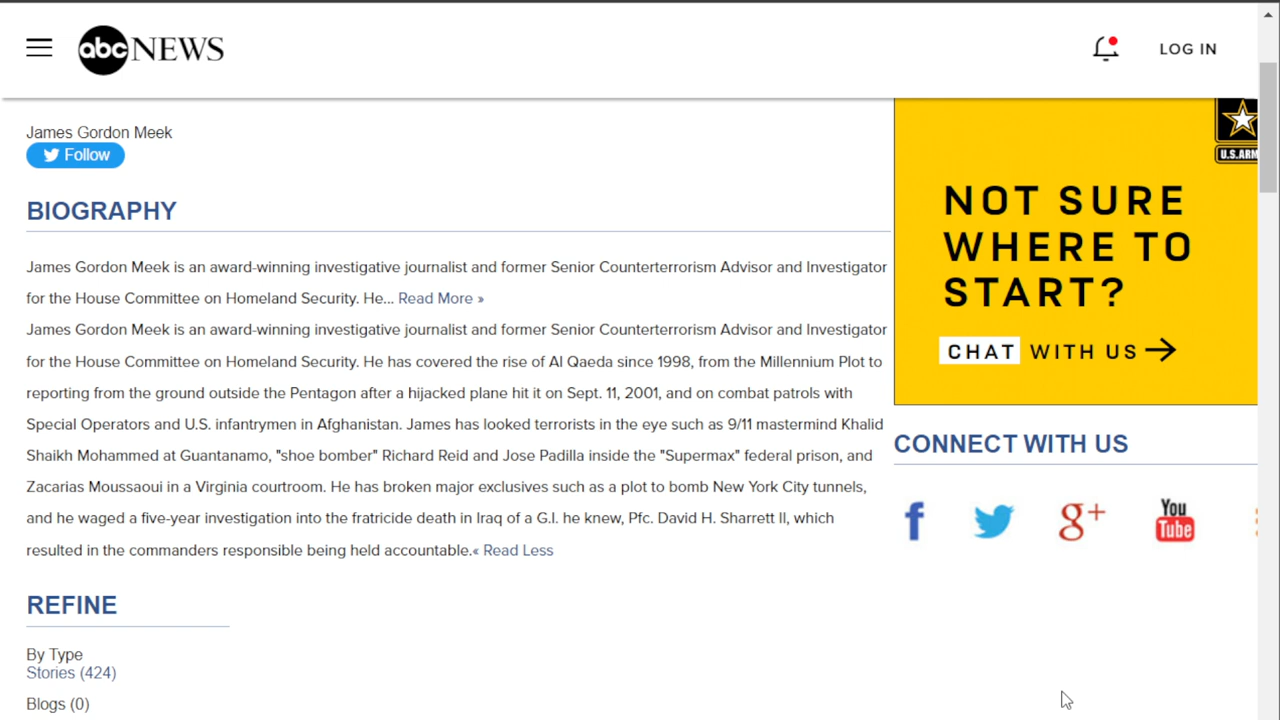 abc NEWS
LOG IN
James Gordon Meek
Follow
BIOGRAPHY
James Gordon Meek is an award-winning investigative journalist and former Senior Counterterrorism Advisor and Investigator
for the House Committee on Homeland Security. He... Read More »
James Gordon Meek is an award-winning investigative journalist and former Senior Counterterrorism Advisor and Investigator
for the House Committee on Homeland Security. He has covered the rise of Al Qaeda since 1998, from the Millennium Plot to
reporting from the ground outside the Pentagon after a hijacked plane hit it on Sept. 11, 2001, and on combat patrols with
Special Operators and U.S. infantrymen in Afghanistan. James has looked terrorists in the eye such as 9/11 mastermind Khalid
Shaikh Mohammed at Guantanamo, "shoe bomber" Richard Reid and Jose Padilla inside the "Supermax" federal prison, and
Zacarias Moussaoui in a Virginia courtroom. He has broken major exclusives such as a plot to bomb New York City tunnels,
and he waged a five-year investigation into the fratricide death in Iraq of a G.I. he knew, Pfc. David H. Sharrett II, which
resulted in the commanders responsible being held accountable.« Read Less
REFINE
By Type
Stories (424)
Blogs (0)
U.S.ARM
NOT SURE
WHERE TO
START?
CHAT WITH US
CONNECT WITH US
f
g+
You
Tube